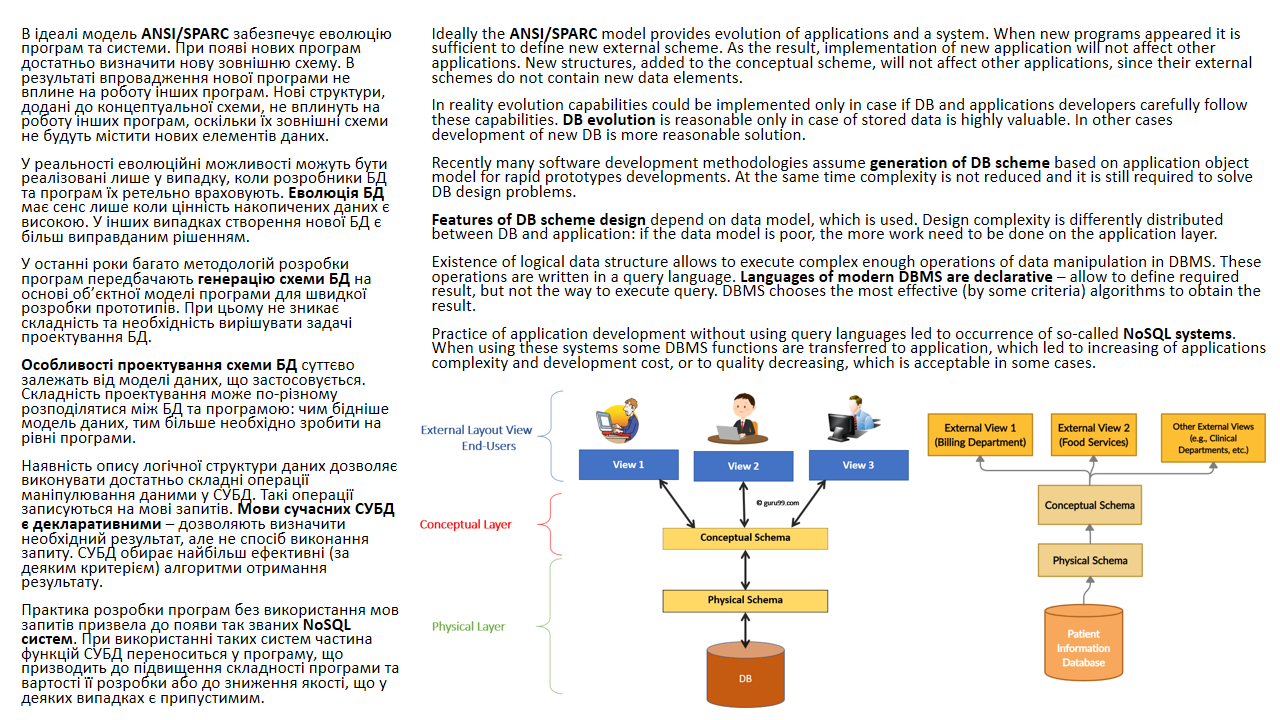 В ідеалі модель ANSI/SPARC забезпечує еволюцію
програм та системи. При появі нових програм
достатньо визначити нову зовнішню схему. В
результаті впровадження нової програми не
вплине на роботу інших програм. Нові структури,
додані до концептуальної схеми, не вплинуть на
роботу інших програм, оскільки їх зовнішні схеми
не будуть містити нових елементів даних.
У реальності еволюційні можливості можуть бути
реалізовані лише у випадку, коли розробники БД
та програм їх ретельно враховують. Еволюція БД
має сенс лише коли цінність накопичених даних є
високою. У інших випадках створення нової БД є
більш виправданим рішенням.
У останні роки багато методологій розробки
програм передбачають генерацію схеми БД на
основі об’єктної моделі програми для швидкої
розробки прототипів. При цьому не зникає
складність та необхідність вирішувати задачі
проектування БД.
Особливості проектування схеми БД суттєво
залежать від моделі даних, що застосовується.
Складність проектування може по-різному
розподілятися між БД та програмою: чим бідніше
модель даних, тим більше необхідно зробити на
рівні програми.
Наявність опису логічної структури даних дозволяє
виконувати достатньо складні операції
маніпулювання даними у СУБД. Такі операції
записуються на мові запитів. Мови сучасних СУБД
є декларативними – дозволяють визначити
необхідний результат, але не спосіб виконання
запиту. СУБД обирає найбільш ефективні (за
деяким критерієм) алгоритми отримання
результату.
Практика розробки програм без використання мов
запитів призвела до появи так званих NoSQL
систем. При використанні таких систем частина
функцій СУБД переноситься у програму, що
призводить до підвищення складності програми та
вартості її розробки або до зниження якості, що у
деяких випадках є припустимим.
Ideally the ANSI/SPARC model provides evolution of applications and a system. When new programs appeared it is
sufficient to define new external scheme. As the result, implementation of new application will not affect other
applications. New structures, added to the conceptual scheme, will not affect other applications, since their external
schemes do not contain new data elements.
In reality evolution capabilities could be implemented only in case if DB and applications developers carefully follow
these capabilities. DB evolution is reasonable only in case of stored data is highly valuable. In other cases
development of new DB is more reasonable solution.
Recently many software development methodologies assume generation of DB scheme based on application object
model for rapid prototypes developments. At the same time complexity is not reduced and it is still required to solve
DB design problems.
Features of DB scheme design depend on data model, which is used. Design complexity is differently distributed
between DB and application: if the data model is poor, the more work need to be done on the application layer.
Existence of logical data structure allows to execute complex enough operations of data manipulation in DBMS. These
operations are written in a query language. Languages of modern DBMS are declarative – allow to define required
result, but not the way to execute query. DBMS chooses the most effective (by some criteria) algorithms to obtain the
result.
Practice of application development without using query languages led to occurrence of so-called NoSQL systems.
When using these systems some DBMS functions are transferred to application, which led to increasing of applications
complexity and development cost, or to quality decreasing, which is acceptable in some cases.
External Layout View
End-Users
View 1
View 2
View 3
© guru99.com
Conceptual Layer
Conceptual Schema
Physical Schema
Physical Layer
DB
External View 1
(Billing Department)
External View 2
(Food Services)
Other External Views
(e.g., Clinical
Departments, etc.)
Conceptual Schema
Physical Schema
Patient
Information
Database